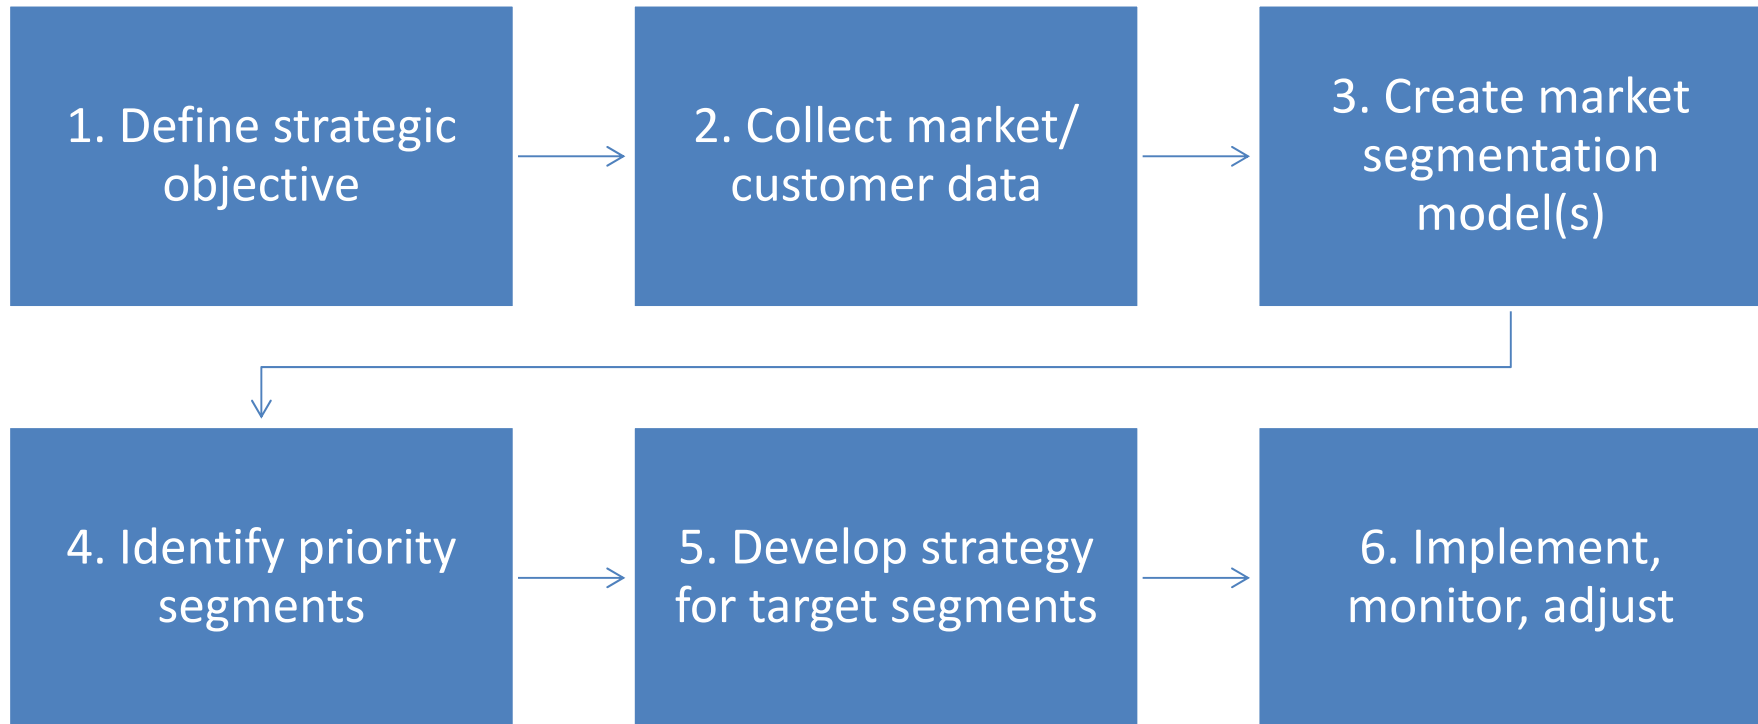 1. Define strategic
objective
2. Collect market/
customer data
3. Create market
segmentation
model(s)
4. Identify priority
segments
5. Develop strategy
for target segments
6. Implement,
monitor, adjust